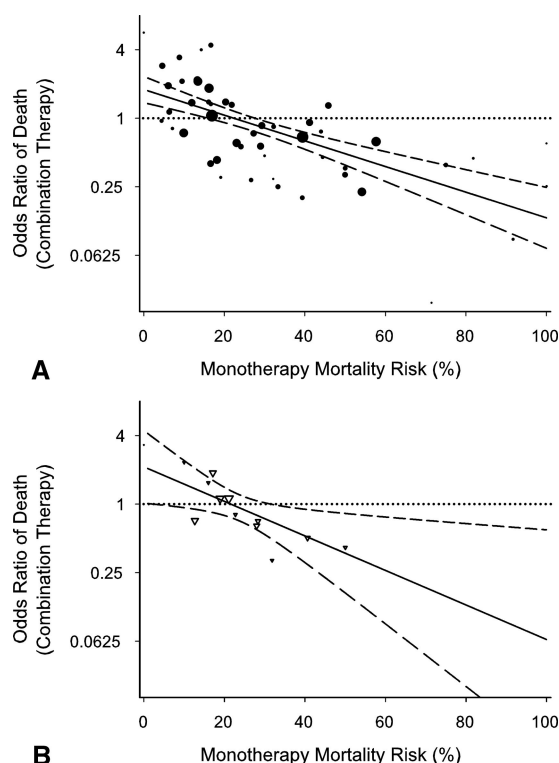 4
1
0.25
0.0625
Odds Ratio of Death
(Combination Therapy)
0 20 40 60 80 100
Monotherapy Mortality Risk (%)
A
4
1
0.25
0.0625
Odds Ratio of Death
(Combination Therapy)
0 20 40 60 80 100
Monotherapy Mortality Risk (%)
B